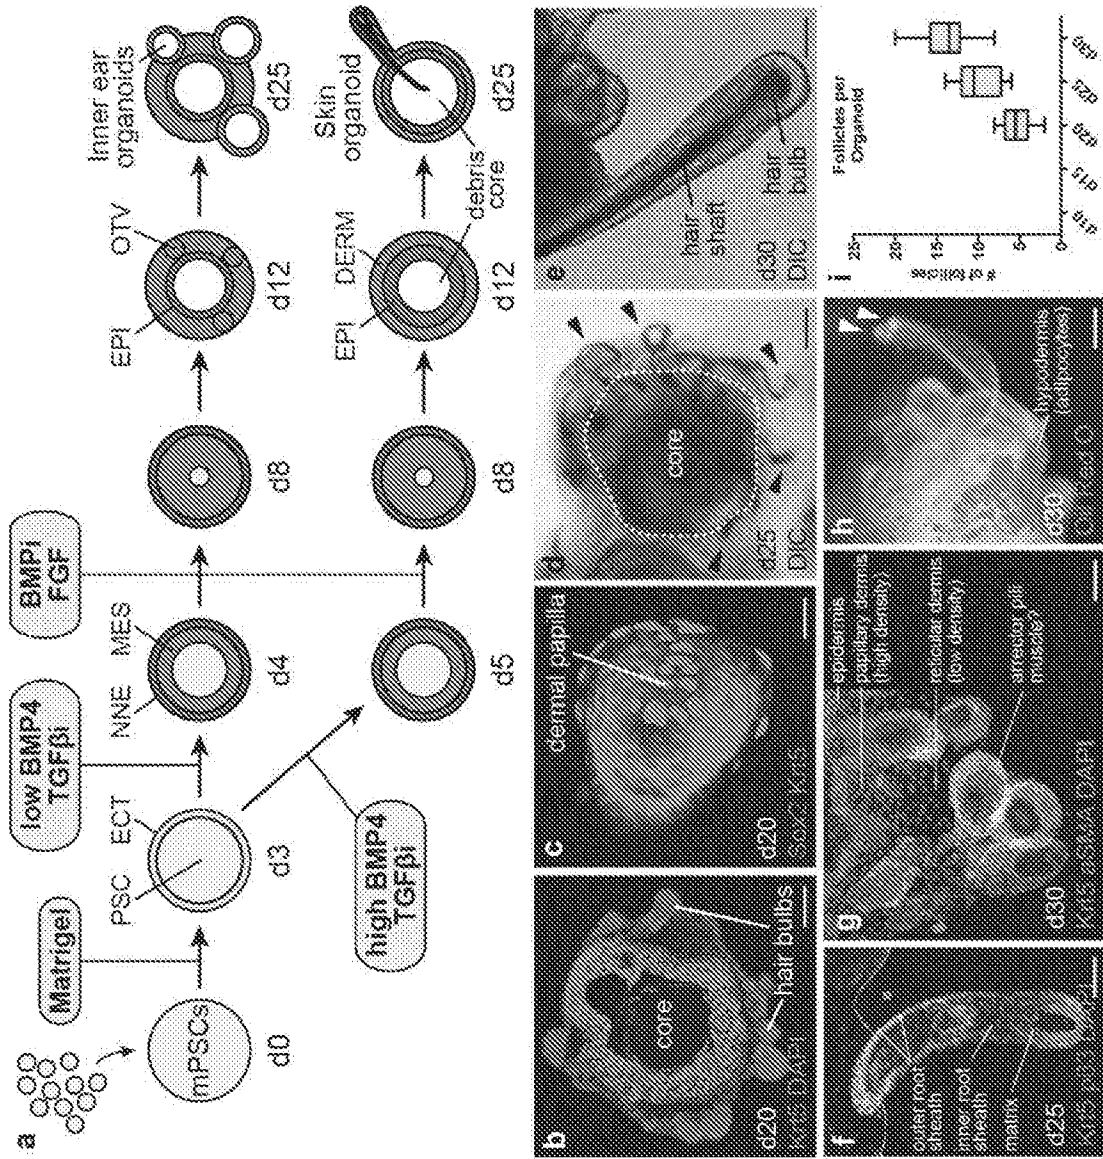 a
mPSCs
d0
Matrigel
PSC
ECT
d3
low BMP4
TGFβi
high BMP4
TGFβi
NNE
MES
d4
d5
BMPi
FGF
d8
d8
EPI
OTV
d12
EPI
DERM
d12
debris
core
Inner ear
organoids
d25
Skin
organoid
d25
b
core
hair bulbs
d20
c
dermal papilla
d20
d
core
d25
DIC
e
hair
shaft
hair
bulb
d30
DIC
f
outer root
sheath
inner root
sheath
matrix
d25
g
epidermis
papillary dermis
(high density)
reticular dermis
(low density)
arrector pili
muscle?
d30
h
hypodermis
(adipocytes)
d30
i
Follicles per
Organoid
# of follicles
25
20
15
10
5
0
d10
d15
d20
d25
d30